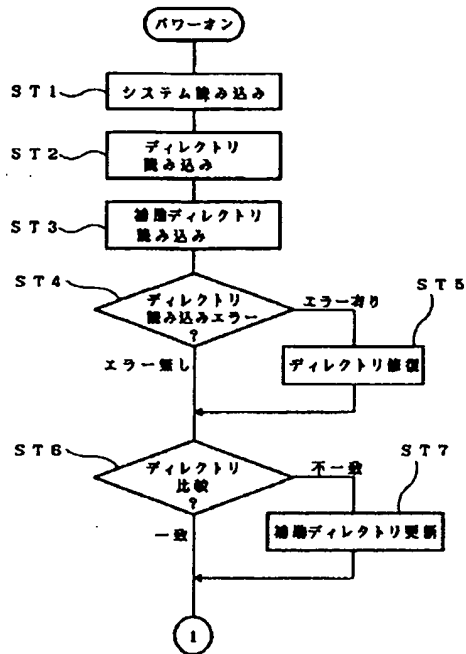 パワーオン
ST1
システム読み込み
ST2
ディレクトリ
読み込み
ST3
補助ディレクトリ
読み込み
ST4
ディレクトリ
読み込みエラー
?
エラー有り
ST5
エラー無し
ディレクトリ修復
ST6
ディレクトリ
比較
?
不一致
ST7
一致
補助ディレクトリ更新
1